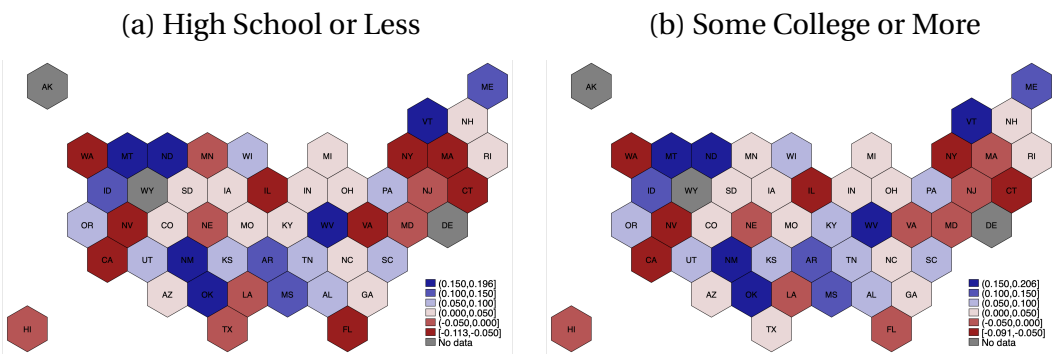 (a) High School or Less
(b) Some College or More
AK
ME
VT NH
WA MT ND MN WI MI NY MA RI
ID WY SD IA IL IN OH PA NJ CT
OR NV CO NE MO KY WV VA MD DE
CA UT NM KS AR TN NC SC
AZ OK LA MS AL GA
HI TX FL
(0.150,0.196]
(0.100,0.150]
(0.050,0.100]
(0.000,0.050]
(-0.050,0.000]
[-0.113,-0.050]
No data
AK
ME
VT NH
WA MT ND MN WI MI NY MA RI
ID WY SD IA IL IN OH PA NJ CT
OR NV CO NE MO KY WV VA MD DE
CA UT NM KS AR TN NC SC
AZ OK LA MS AL GA
HI TX FL
(0.150,0.206]
(0.100,0.150]
(0.050,0.100]
(0.000,0.050]
(-0.050,0.000]
[-0.091,-0.050]
No data